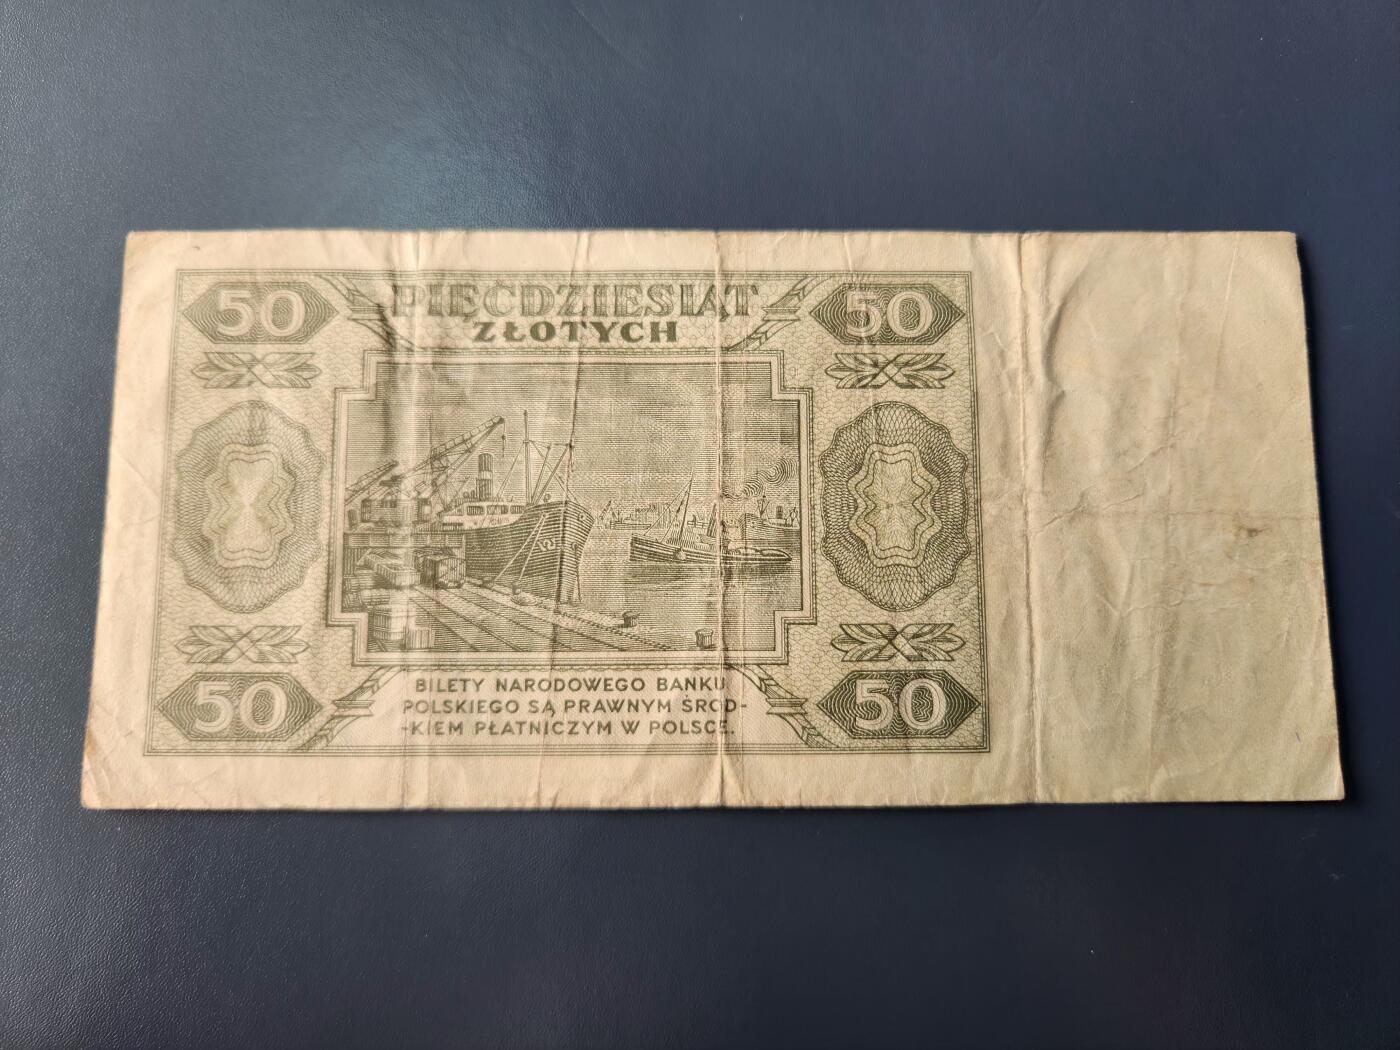 50 PIĘĆDZIESIĄT 50
ZŁOTYCH
BILETY NARODOWEGO BANKU
POLSKIEGO SĄ PRAWNYM ŚROD-
-KIEM PŁATNICZYM W POLSCE.
50 50